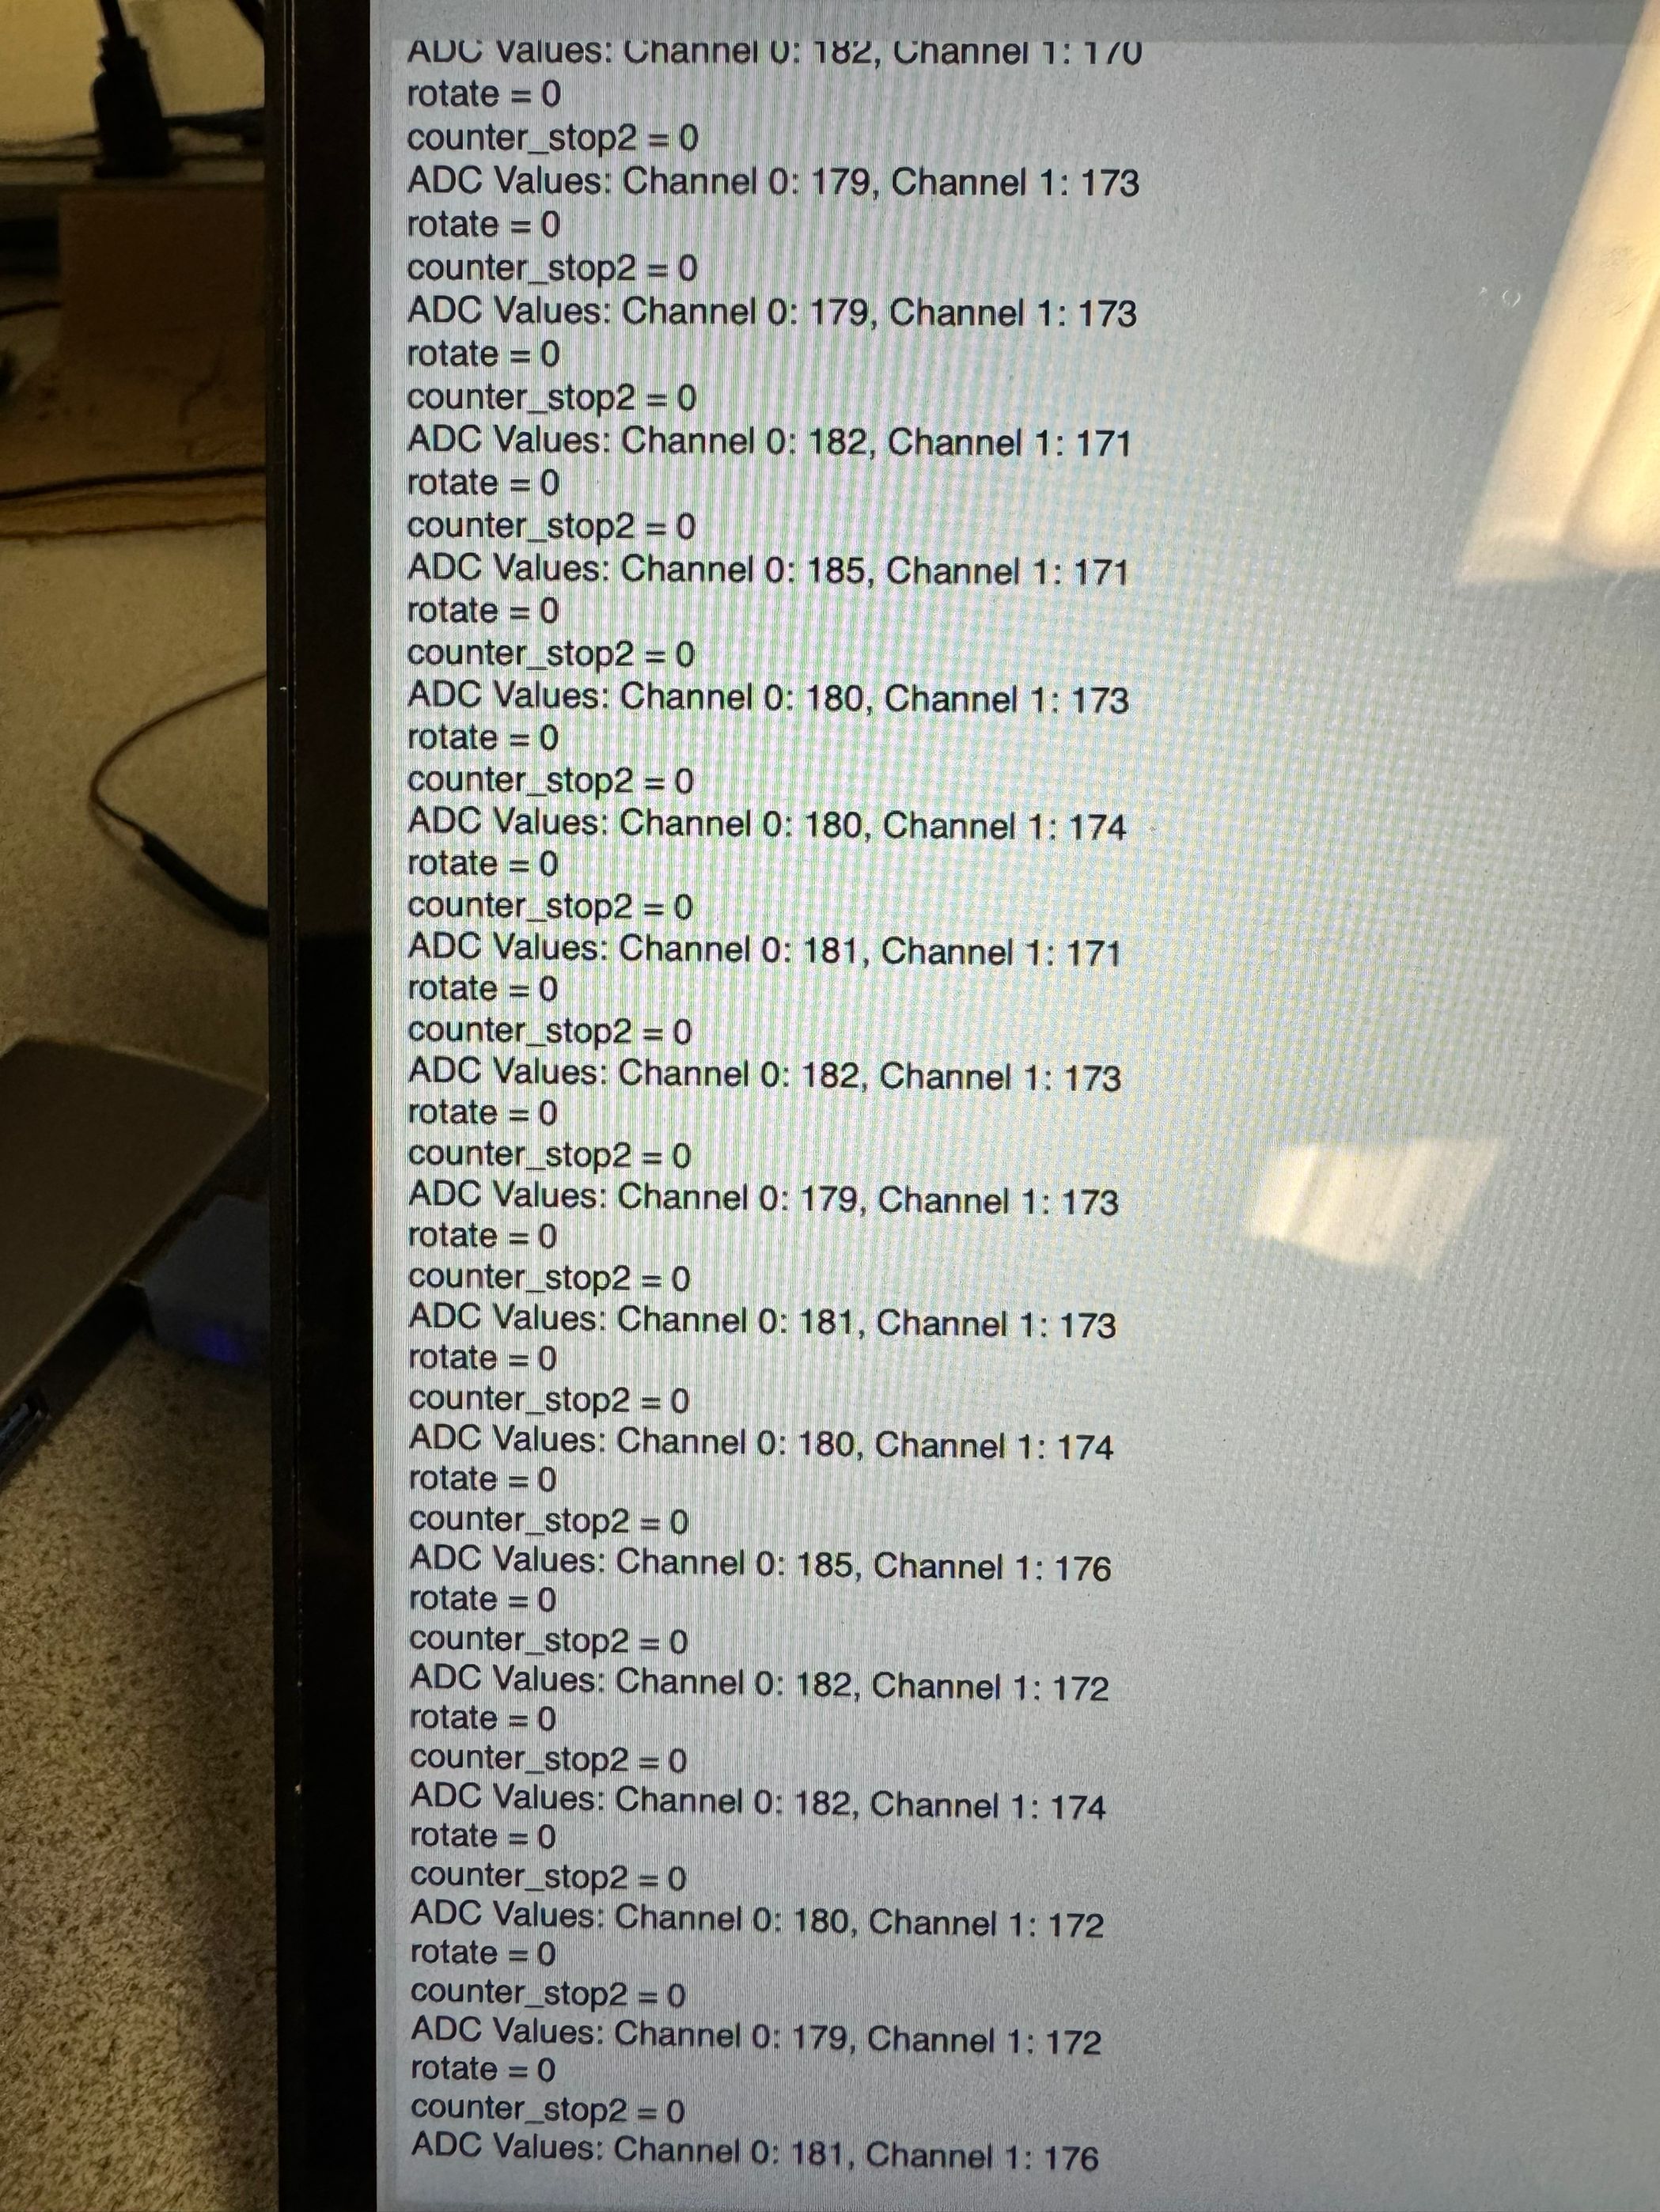 ADC Values: Channel 0: 182, Channel 1: 170
rotate = 0
counter_stop2 = 0
ADC Values: Channel 0: 179, Channel 1: 173
rotate = 0
counter_stop2 = 0
ADC Values: Channel 0: 179, Channel 1: 173
rotate = 0
counter_stop2 = 0
ADC Values: Channel 0: 182, Channel 1: 171
rotate = 0
counter_stop2 = 0
ADC Values: Channel 0: 185, Channel 1: 171
rotate = 0
counter_stop2 = 0
ADC Values: Channel 0: 180, Channel 1: 173
rotate = 0
counter_stop2 = 0
ADC Values: Channel 0: 180, Channel 1: 174
rotate = 0
counter_stop2 = 0
ADC Values: Channel 0: 181, Channel 1: 171
rotate = 0
counter_stop2 = 0
ADC Values: Channel 0: 182, Channel 1: 173
rotate = 0
counter_stop2 = 0
ADC Values: Channel 0: 179, Channel 1: 173
rotate = 0
counter_stop2 = 0
ADC Values: Channel 0: 181, Channel 1: 173
rotate = 0
counter_stop2 = 0
ADC Values: Channel 0: 180, Channel 1: 174
rotate = 0
counter_stop2 = 0
ADC Values: Channel 0: 185, Channel 1: 176
rotate = 0
counter_stop2 = 0
ADC Values: Channel 0: 182, Channel 1: 172
rotate = 0
counter_stop2 = 0
ADC Values: Channel 0: 182, Channel 1: 174
rotate = 0
counter_stop2 = 0
ADC Values: Channel 0: 180, Channel 1: 172
rotate = 0
counter_stop2 = 0
ADC Values: Channel 0: 179, Channel 1: 172
rotate = 0
counter_stop2 = 0
ADC Values: Channel 0: 181, Channel 1: 176